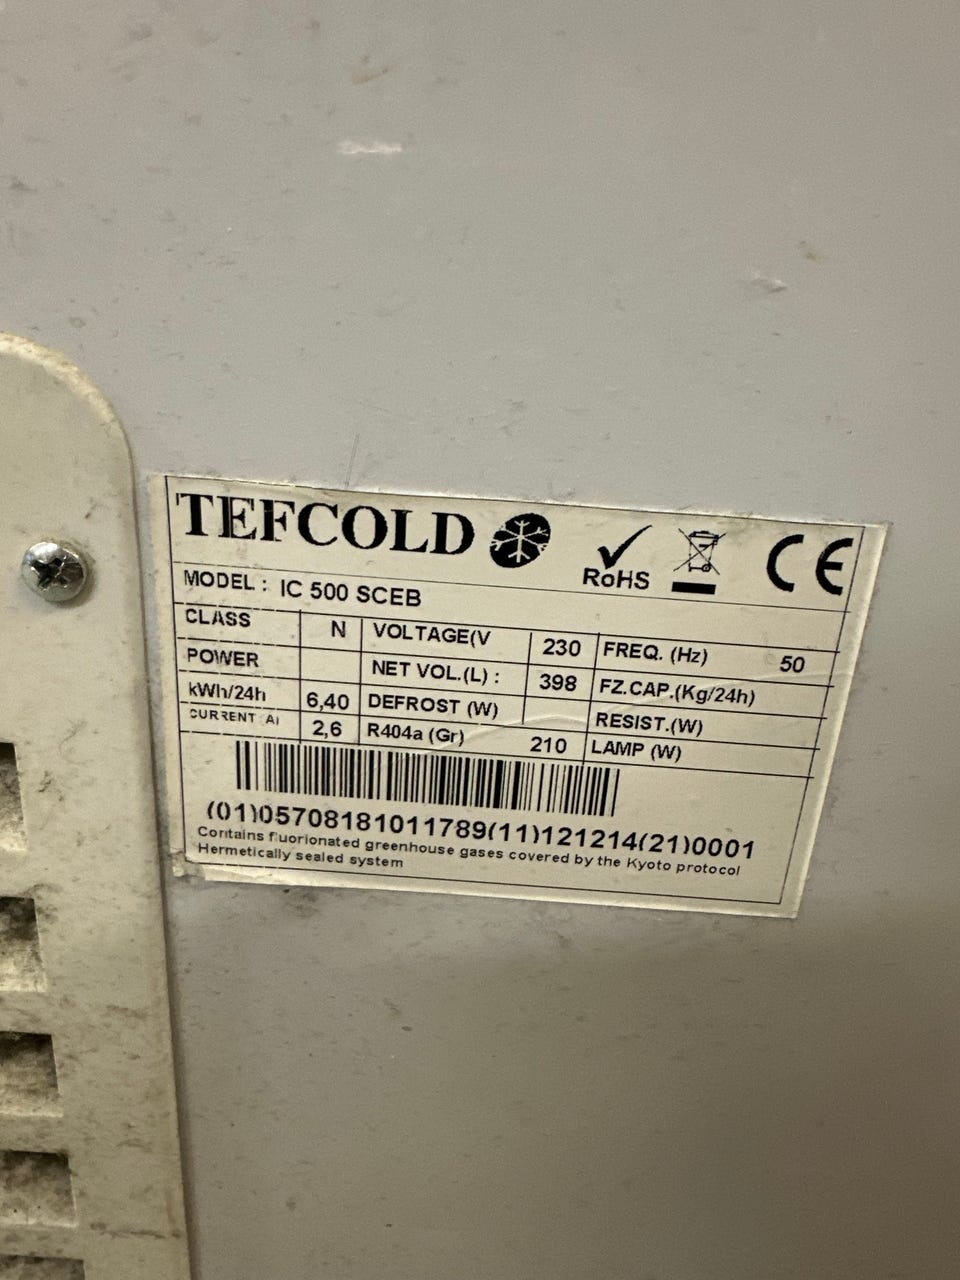 TEFCOLD RoHS CE
MODEL : IC 500 SCEB
CLASS N VOLTAGE(V 230 FREQ. (Hz) 50
POWER NET VOL.(L) : 398 FZ.CAP.(Kg/24h)
kWh/24h 6,40 DEFROST (W) RESIST.(W)
CURRENT A) 2,6 R404a (Gr) 210 LAMP (W)
(01)05708181011789(11)121214(21)0001
Contains fluorionated greenhouse gases covered by the Kyoto protocol
Hermetically sealed system